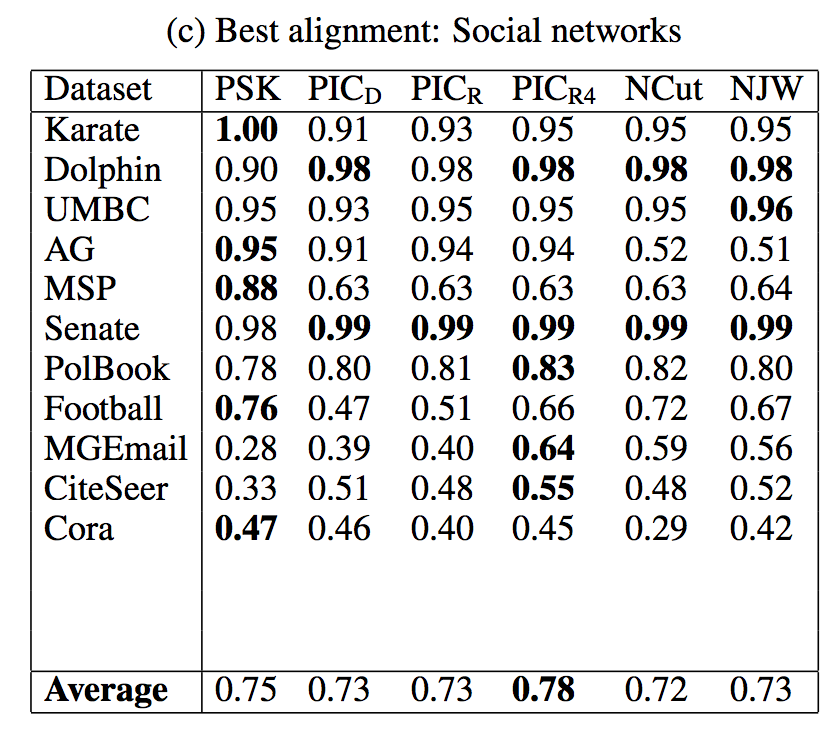 (c) Best alignment: Social networks
Dataset PSK PICD PICR PICR4 NCut NJW
Karate 1.00 0.91 0.93 0.95 0.95 0.95
Dolphin 0.90 0.98 0.98 0.98 0.98 0.98
UMBC 0.95 0.93 0.95 0.95 0.95 0.96
AG 0.95 0.91 0.94 0.94 0.52 0.51
MSP 0.88 0.63 0.63 0.63 0.63 0.64
Senate 0.98 0.99 0.99 0.99 0.99 0.99
PolBook 0.78 0.80 0.81 0.83 0.82 0.80
Football 0.76 0.47 0.51 0.66 0.72 0.67
MGEmail 0.28 0.39 0.40 0.64 0.59 0.56
CiteSeer 0.33 0.51 0.48 0.55 0.48 0.52
Cora 0.47 0.46 0.40 0.45 0.29 0.42
Average 0.75 0.73 0.73 0.78 0.72 0.73